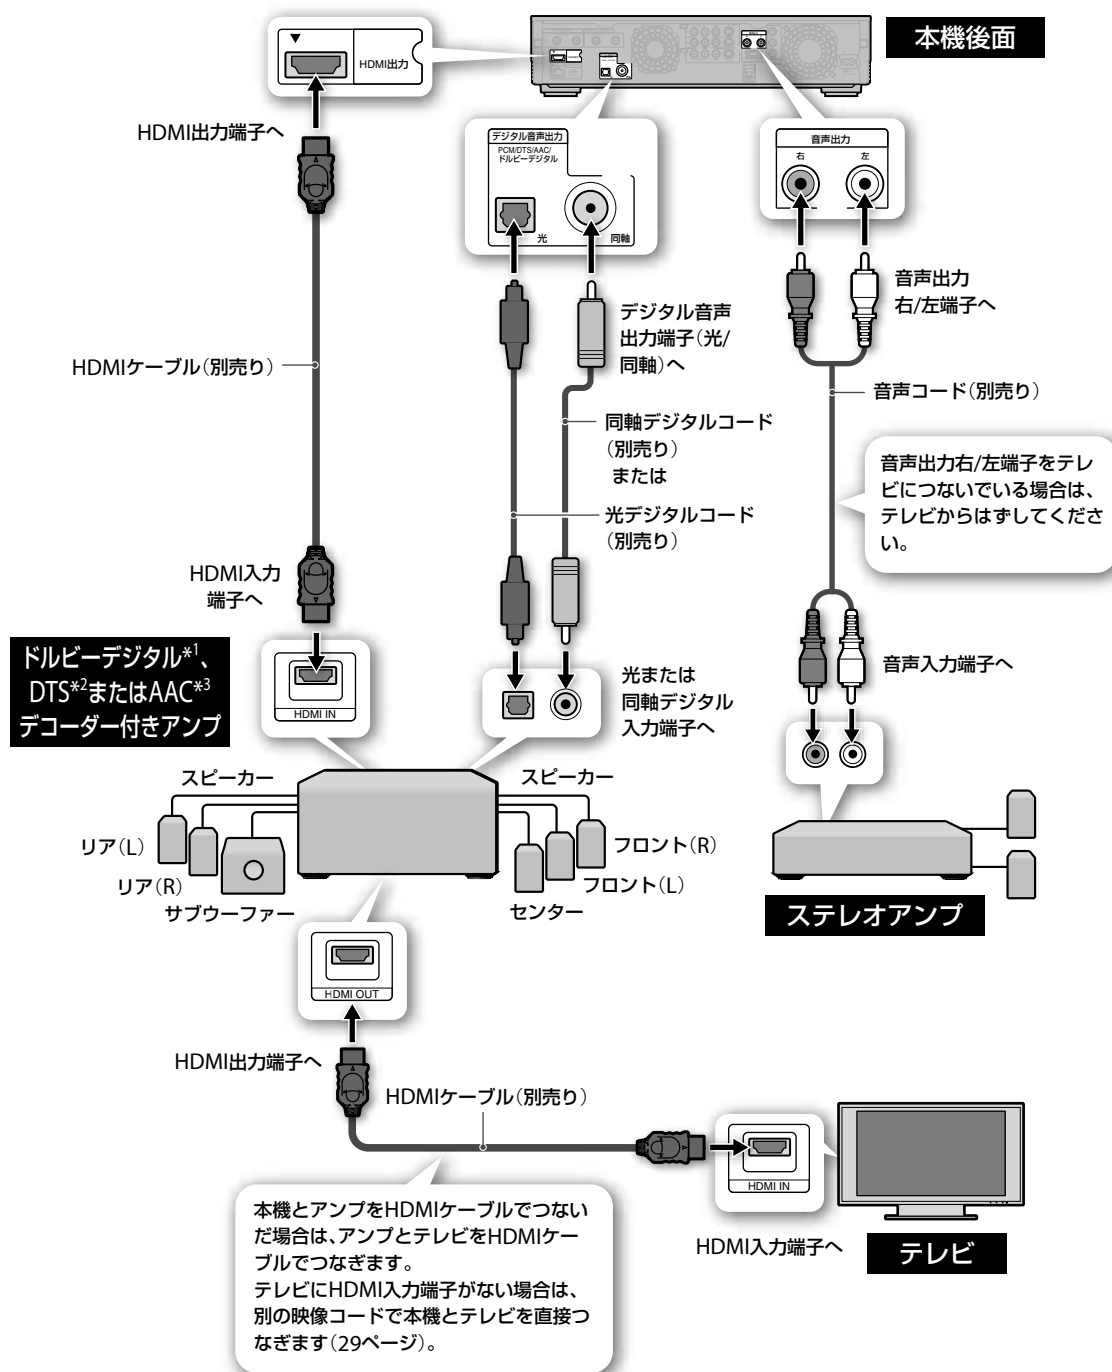 本機後面
HDMI出力
HDMI出力端子へ
デジタル音声出力
PCM/DTS/AAC/
ドルビーデジタル
光
同軸
音声出力
右
左
音声出力
右/左端子へ
デジタル音声
出力端子(光/
同軸)へ
HDMIケーブル(別売り)
音声コード(別売り)
同軸デジタルコード
(別売り)
または
音声出力右/左端子をテレ
ビにつないでいる場合は、
テレビからはずしてくださ
い。
光デジタルコード
(別売り)
HDMI入力
端子へ
ドルビーデジタル*1、
DTS*2またはAAC*3
デコーダー付きアンプ
HDMI IN
光または
同軸デジタル
入力端子へ
音声入力端子へ
スピーカー
スピーカー
リア(L)
フロント(R)
リア(R)
フロント(L)
サブウーファー
センター
ステレオアンプ
HDMI OUT
HDMI出力端子へ
HDMIケーブル(別売り)
HDMI IN
HDMI入力端子へ
テレビ
本機とアンプをHDMIケーブルでつない
だ場合は、アンプとテレビをHDMIケー
ブルでつなぎます。
テレビにHDMI入力端子がない場合は、
別の映像コードで本機とテレビを直接つ
なぎます(29ページ)。